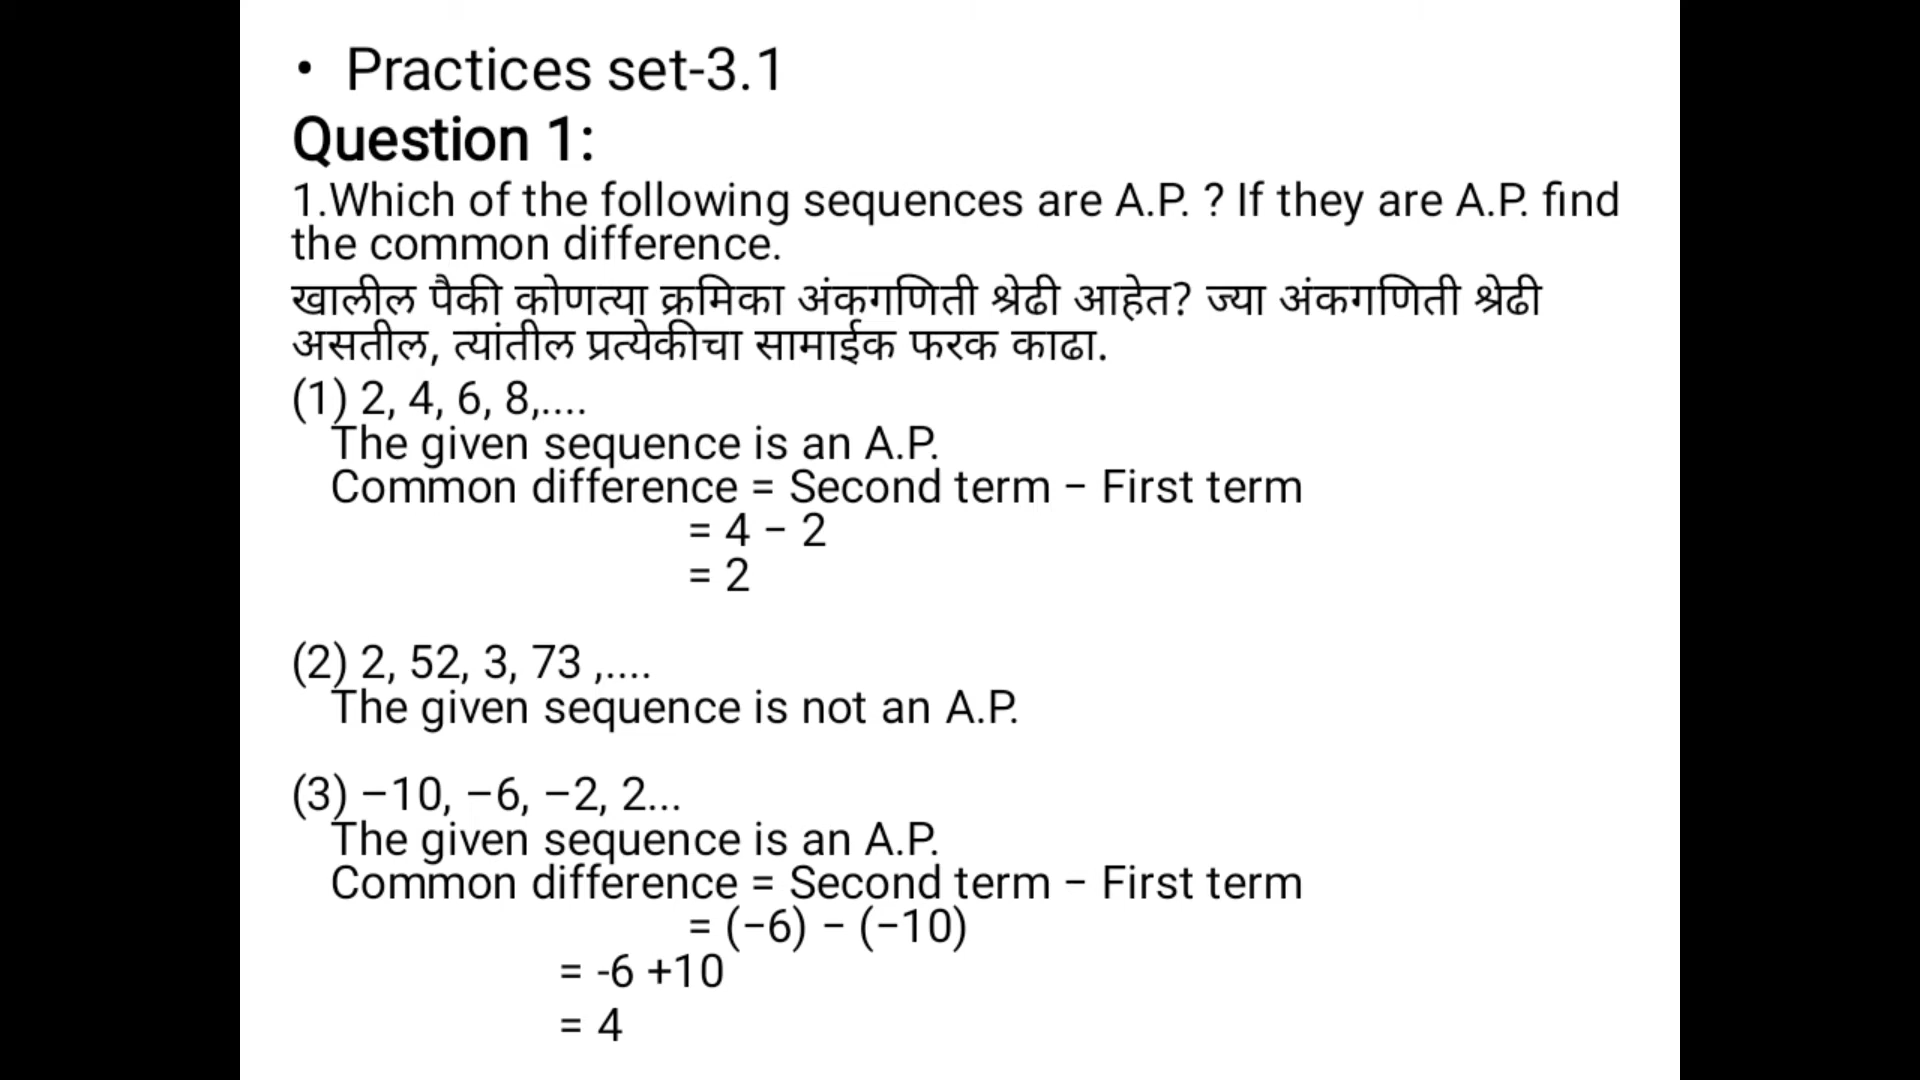 • Practices set-3.1
Question 1:
1.Which of the following sequences are A.P. ? If they are A.P. find
the common difference.
खालील पैकी कोणत्या क्रमिका अंकगणिती श्रेढी आहेत? ज्या अंकगणिती श्रेढी
असतील, त्यांतील प्रत्येकीचा सामाईक फरक काढा.
(1) 2, 4, 6, 8,....
The given sequence is an A.P.
Common difference = Second term − First term
= 4 − 2
= 2
(2) 2, 52, 3, 73 ,....
The given sequence is not an A.P.
(3) −10, −6, −2, 2...
The given sequence is an A.P.
Common difference = Second term − First term
= (−6) − (−10)
= -6 +10
= 4